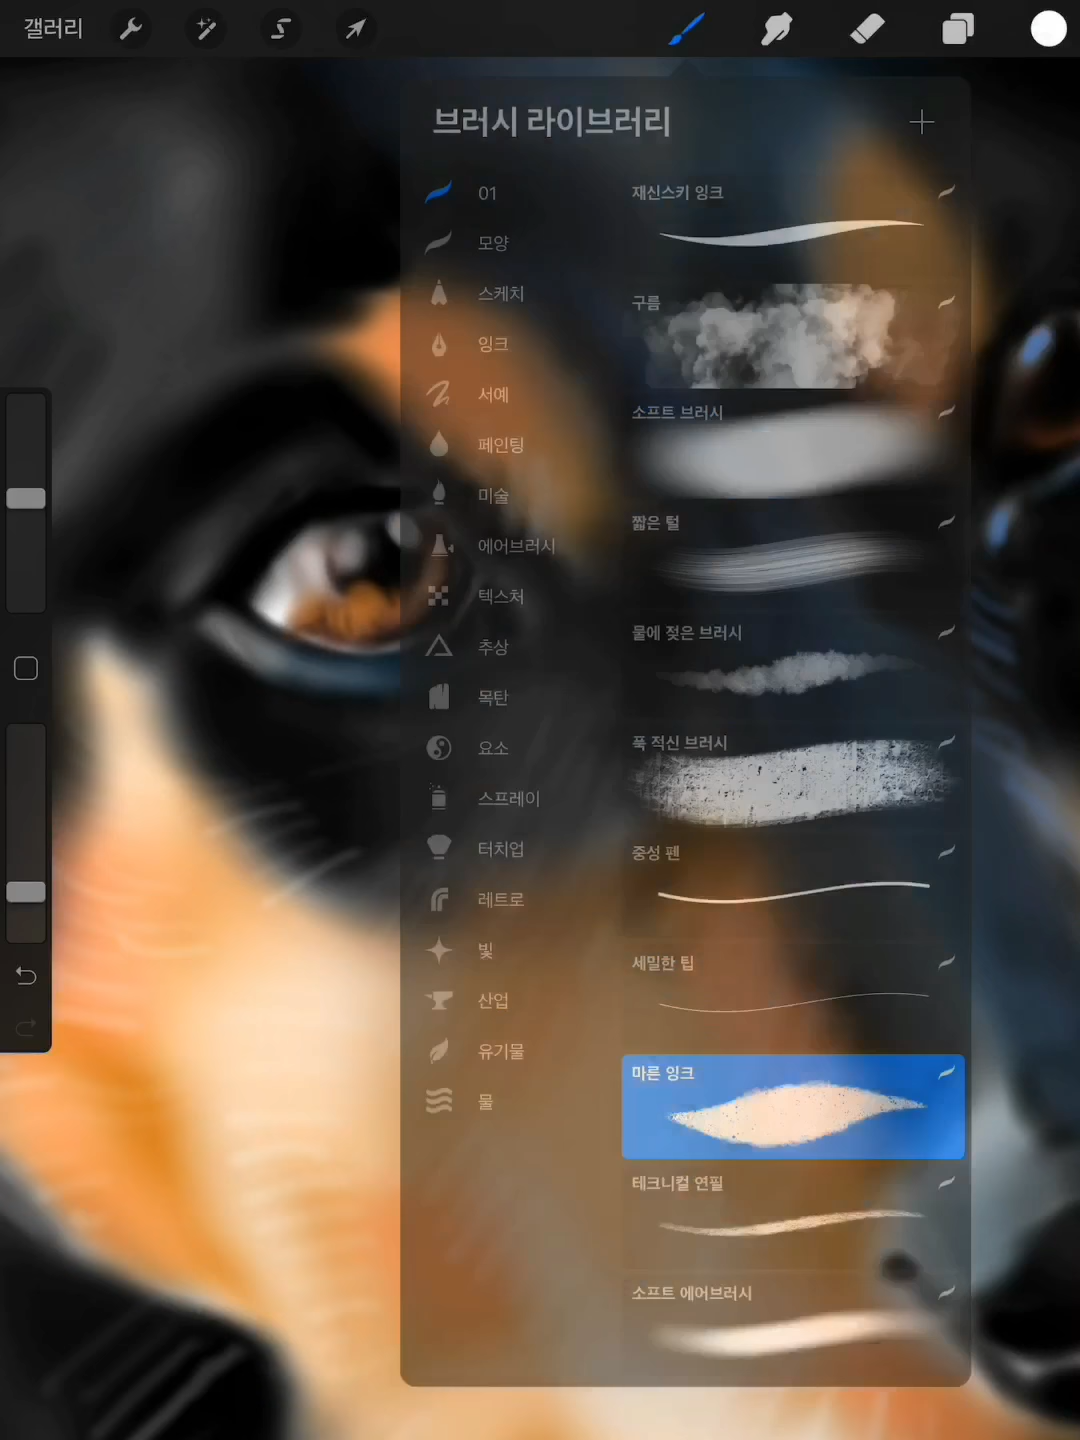 갤러리
브러시 라이브러리
01
모양
스케치
잉크
서예
페인팅
미술
에어브러시
텍스처
추상
목탄
요소
스프레이
터치업
레트로
빛
산업
유기물
물
재신스키 잉크
구름
소프트 브러시
짧은 털
물에 젖은 브러시
푹 적신 브러시
중성 펜
세밀한 팁
마른 잉크
테크니컬 연필
소프트 에어브러시